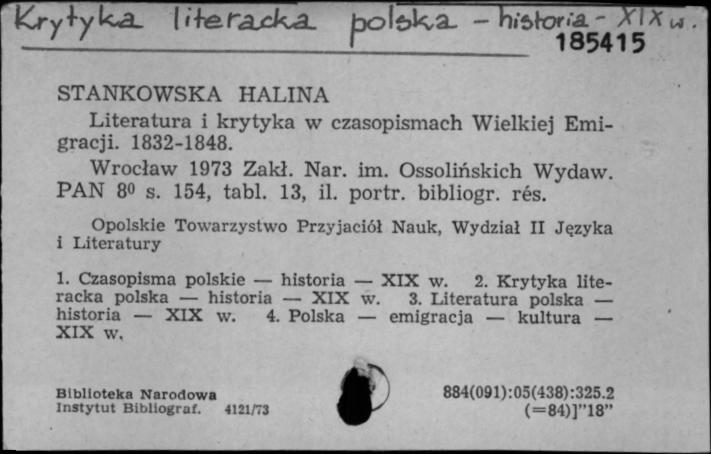 Krytyka literacka polska - historia - XIX w.
185415
STANKOWSKA HALINA
Literatura i krytyka w czasopismach Wielkiej Emi-
gracji. 1832-1848.
Wrocław 1973 Zakł. Nar. im. Ossolińskich Wydaw.
PAN 8⁰ s. 154, tabl. 13, il. portr. bibliogr. rés.
Opolskie Towarzystwo Przyjaciół Nauk, Wydział II Języka
i Literatury
1. Czasopisma polskie — historia — XIX w. 2. Krytyka lite-
racka polska — historia — XIX w. 3. Literatura polska —
historia — XIX w. 4. Polska — emigracja — kultura —
XIX w.
Biblioteka Narodowa 884(091):05(438):325.2
Instytut Bibliograf. 4121/73 (=84)]"18"